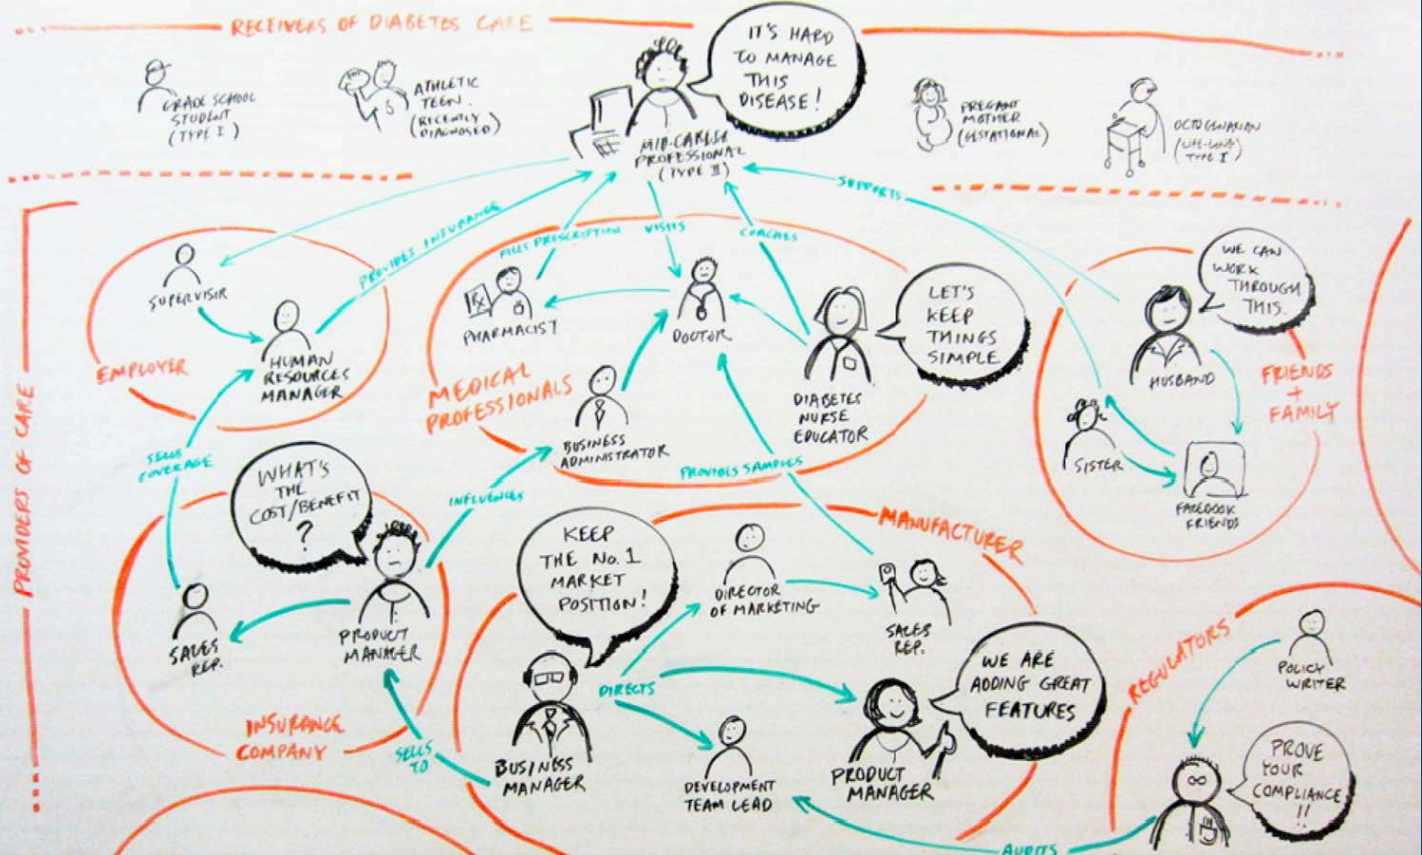 RECEIVERS OF DIABETES CARE
GRADE SCHOOL
STUDENT
(TYPE I)
ATHLETIC
TEEN.
(RECENTLY
DIAGNOSED)
MID-CAREER
PROFESSIONAL
(TYPE II)
IT'S HARD
TO MANAGE
THIS
DISEASE!
PREGANT
MOTHER
(GESTATIONAL)
OCTOGENARIAN
(LIFE-LONG
TYPE I
PROVIDERS OF CARE
SUPERVISIR
HUMAN
RESOURCES
MANAGER
EMPLOYER
PROVIDES INSURANCE
FILLS PRESCRIPTION
VISITS
COACHES
SUPPORTS
RX
PHARMACIST
DOCTOR
LET'S
KEEP
THINGS
SIMPLE
DIABETES
NURSE
EDUCATOR
MEDICAL
PROFESSIONALS
BUSINESS
ADMINISTRATOR
WE CAN
WORK
THROUGH
THIS.
HUSBAND
FRIENDS
+
FAMILY
SISTER
FACEBOOK
FRIENDS
SELLS
COVERAGE
WHAT'S
THE
COST/BENEFIT
?
INFLUENCES
PROVIDES SAMPLES
SALES
REP.
PRODUCT
MANAGER
INSURANCE
COMPANY
SELLS
TO
MANUFACTURER
KEEP
THE No. 1
MARKET
POSITION!
DIRECTOR
OF MARKETING
SALES
REP.
DIRECTS
BUSINESS
MANAGER
DEVELOPMENT
TEAM LEAD
WE ARE
ADDING GREAT
FEATURES
PRODUCT
MANAGER
REGULATORS
POLICY
WRITER
PROVE
YOUR
COMPLIANCE
!!
AUDITS